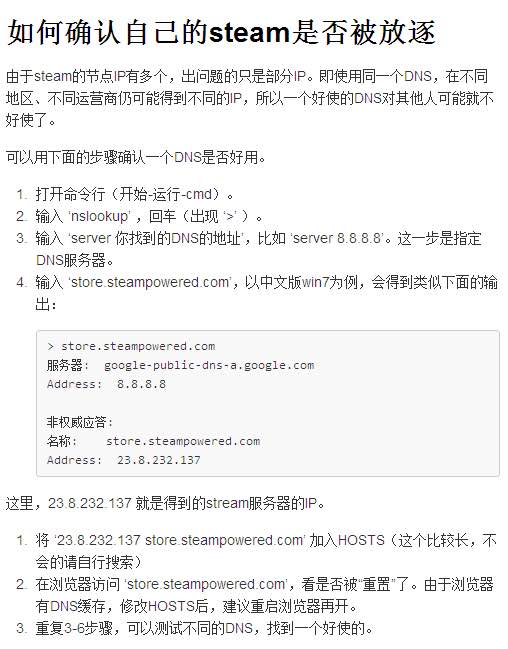 如何确认自己的steam是否被放逐
由于steam的节点IP有多个，出问题的只是部分IP。即使用同一个DNS，在不同
地区、不同运营商仍可能得到不同的IP，所以一个好使的DNS对其他人可能就不
好使了。
可以用下面的步骤确认一个DNS是否好用。
1. 打开命令行（开始-运行-cmd）。
2. 输入 ‘nslookup’ ，回车（出现 ‘>’ ）。
3. 输入 ‘server 你找到的DNS的地址’，比如 ‘server 8.8.8.8’。这一步是指定
DNS服务器。
4. 输入 ‘store.steampowered.com’，以中文版win7为例，会得到类似下面的输
出：
> store.steampowered.com
服务器:  google-public-dns-a.google.com
Address:  8.8.8.8
非权威应答:
名称:    store.steampowered.com
Address:  23.8.232.137
这里，23.8.232.137 就是得到的stream服务器的IP。
1. 将 ‘23.8.232.137 store.steampowered.com’ 加入HOSTS（这个比较长，不
会的请自行搜索）
2. 在浏览器访问 ‘store.steampowered.com’，看是否被“重置”了。由于浏览器
有DNS缓存，修改HOSTS后，建议重启浏览器再开。
3. 重复3-6步骤，可以测试不同的DNS，找到一个好使的。